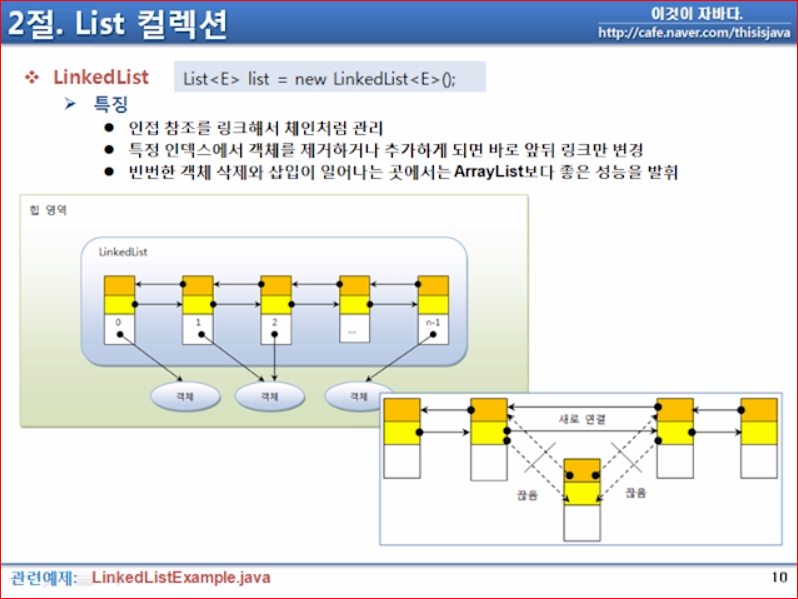 2절. List 컬렉션
이것이 자바다.
http://cafe.naver.com/thisisjava
LinkedList
List<E> list = new LinkedList<E>();
특징
인접 참조를 링크해서 체인처럼 관리
특정 인덱스에서 객체를 제거하거나 추가하게 되면 바로 앞뒤 링크만 변경
빈번한 객체 삭제와 삽입이 일어나는 곳에서는 ArrayList보다 좋은 성능을 발휘
힙 영역
LinkedList
0
1
2
...
n-1
객체
객체
객체
새로 연결
끊음
끊음
관련예제:
LinkedListExample.java
10